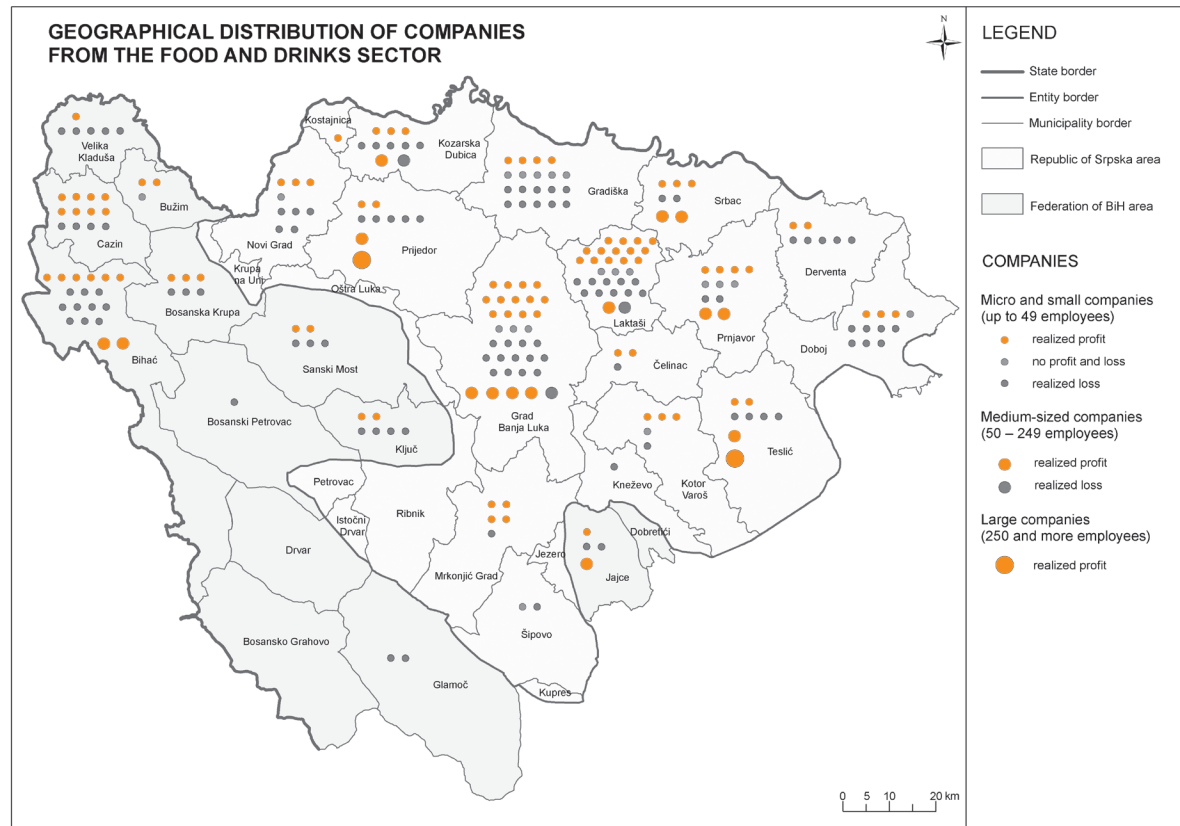 GEOGRAPHICAL DISTRIBUTION OF COMPANIES
FROM THE FOOD AND DRINKS SECTOR
N
Kostajnica
Velika
Kladuša
Kozarska
Dubica
Bužim
Gradiška
Srbac
Cazin
Novi Grad
Prijedor
Krupa
na Uni
Oštra Luka
Derventa
Bosanska Krupa
Laktaši
Prnjavor
Doboj
Bihać
Sanski Most
Čelinac
Bosanski Petrovac
Ključ
Grad
Banja Luka
Teslić
Petrovac
Ribnik
Kneževo
Kotor
Varoš
Istočni
Drvar
Drvar
Jezero
Dobretići
Mrkonjić Grad
Jajce
Šipovo
Bosansko Grahovo
Glamoč
Kupres
0 5 10 20 km
LEGEND
State border
Entity border
Municipality border
Republic of Srpska area
Federation of BiH area
COMPANIES
Micro and small companies
(up to 49 employees)
realized profit
no profit and loss
realized loss
Medium-sized companies
(50 – 249 employees)
realized profit
realized loss
Large companies
(250 and more employees)
realized profit